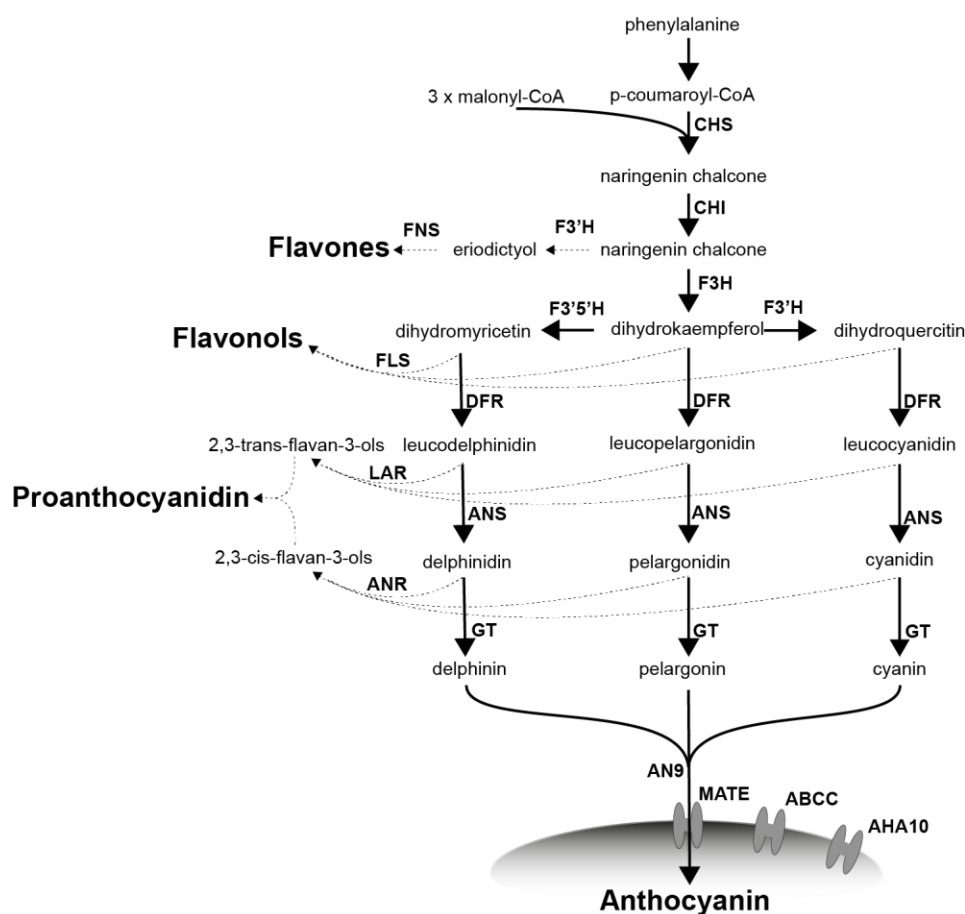 phenylalanine
3 x malonyl-CoA
p-coumaroyl-CoA
CHS
naringenin chalcone
CHI
FNS
F3'H
Flavones
eriodictyol
naringenin chalcone
F3H
F3'5'H
F3'H
Flavonols
dihydromyricetin
dihydrokaempferol
dihydroquercitin
FLS
DFR
DFR
DFR
2,3-trans-flavan-3-ols
leucodelphinidin
leucopelargonidin
leucocyanidin
LAR
Proanthocyanidin
ANS
ANS
ANS
2,3-cis-flavan-3-ols
delphinidin
pelargonidin
cyanidin
ANR
GT
GT
GT
delphinin
pelargonin
cyanin
AN9
MATE
ABCC
AHA10
Anthocyanin